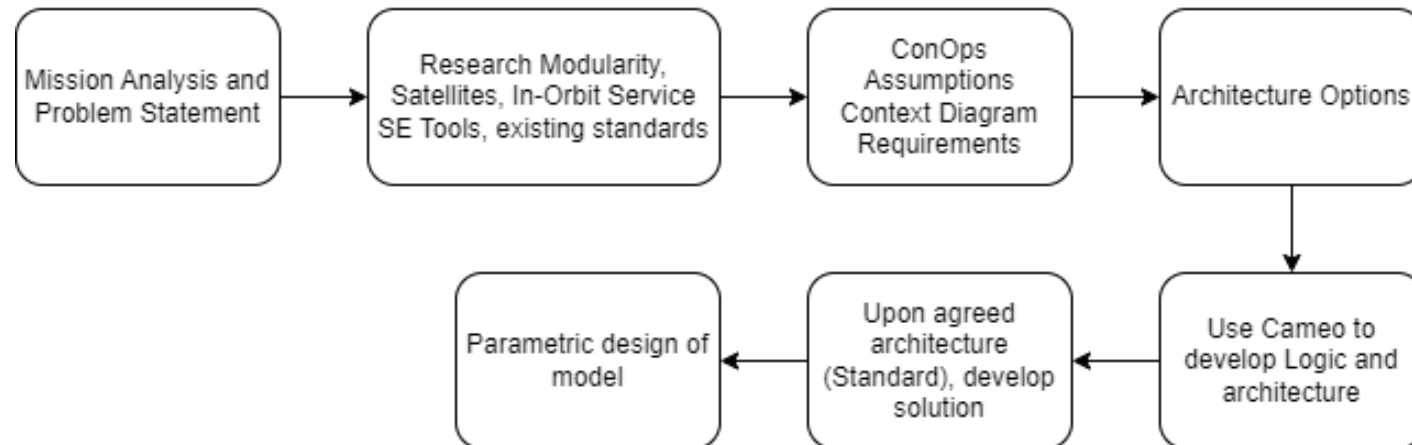 Mission Analysis and
Problem Statement
Research Modularity,
Satellites, In-Orbit Service
SE Tools, existing standards
ConOps
Assumptions
Context Diagram
Requirements
Architecture Options
Use Cameo to
develop Logic and
architecture
Upon agreed
architecture
(Standard), develop
solution
Parametric design of
model